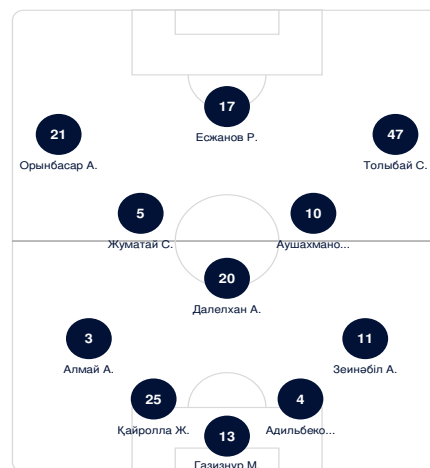 17
Есжанов Р.
21
47
Орынбасар А.
Толыбай С.
5
10
Жуматай С.
Аушахмано...
20
Далелхан А.
3
11
Алмай А.
Зеинәбіл А.
25
4
Қайролла Ж.
Адильбеко...
13
Газизнур М.